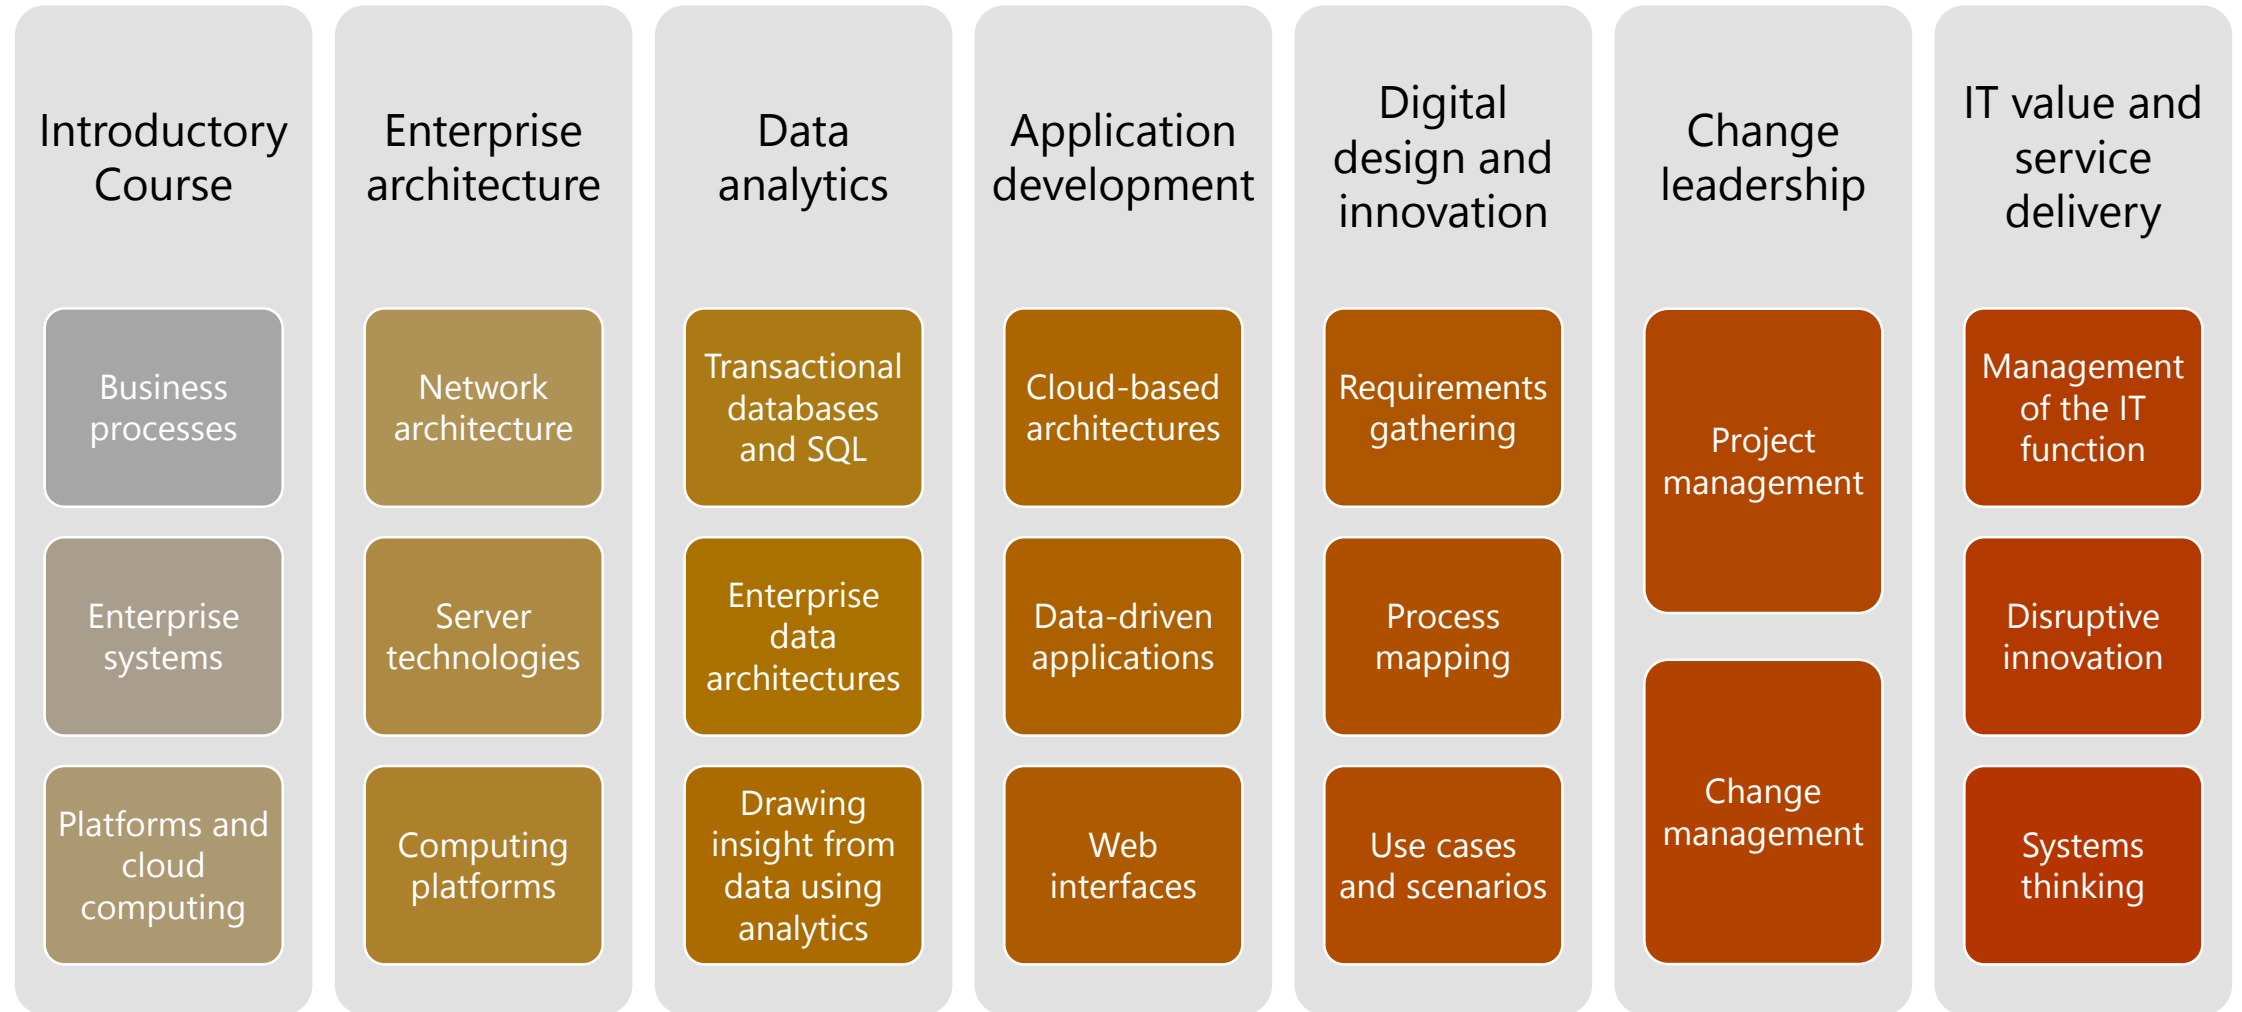 Introductory
Course
Business
processes
Enterprise
systems
Platforms and
cloud
computing
Enterprise
architecture
Network
architecture
Server
technologies
Computing
platforms
Data
analytics
Transactional
databases
and SQL
Enterprise
data
architectures
Drawing
insight from
data using
analytics
Application
development
Cloud-based
architectures
Data-driven
applications
Web
interfaces
Digital
design and
innovation
Requirements
gathering
Process
mapping
Use cases
and scenarios
Change
leadership
Project
management
Change
management
IT value and
service
delivery
Management
of the IT
function
Disruptive
innovation
Systems
thinking